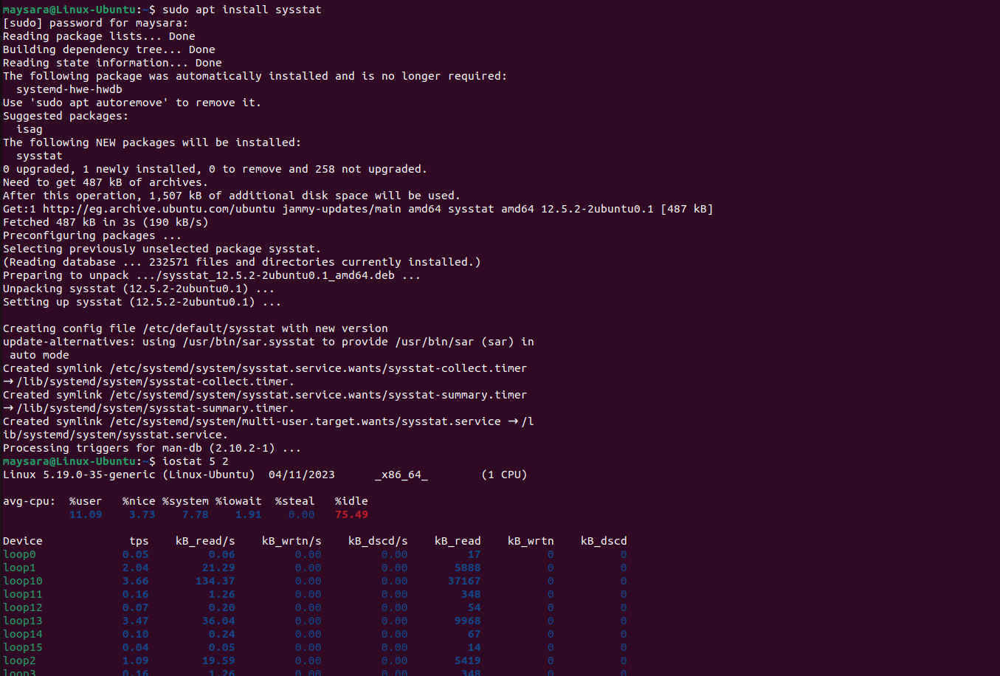 maysara@Linux-Ubuntu:~$ sudo apt install sysstat
[sudo] password for maysara:
Reading package lists... Done
Building dependency tree... Done
Reading state information... Done
The following package was automatically installed and is no longer required:
  systemd-hwe-hwdb
Use 'sudo apt autoremove' to remove it.
Suggested packages:
  isag
The following NEW packages will be installed:
  sysstat
0 upgraded, 1 newly installed, 0 to remove and 258 not upgraded.
Need to get 487 kB of archives.
After this operation, 1,507 kB of additional disk space will be used.
Get:1 http://eg.archive.ubuntu.com/ubuntu jammy-updates/main amd64 sysstat amd64 12.5.2-2ubuntu0.1 [487 kB]
Fetched 487 kB in 3s (190 kB/s)
Preconfiguring packages ...
Selecting previously unselected package sysstat.
(Reading database ... 232571 files and directories currently installed.)
Preparing to unpack .../sysstat_12.5.2-2ubuntu0.1_amd64.deb ...
Unpacking sysstat (12.5.2-2ubuntu0.1) ...
Setting up sysstat (12.5.2-2ubuntu0.1) ...

Creating config file /etc/default/sysstat with new version
update-alternatives: using /usr/bin/sar.sysstat to provide /usr/bin/sar (sar) in
 auto mode
Created symlink /etc/systemd/system/sysstat.service.wants/sysstat-collect.timer
→ /lib/systemd/system/sysstat-collect.timer.
Created symlink /etc/systemd/system/sysstat.service.wants/sysstat-summary.timer
→ /lib/systemd/system/sysstat-summary.timer.
Created symlink /etc/systemd/system/multi-user.target.wants/sysstat.service → /l
ib/systemd/system/sysstat.service.
Processing triggers for man-db (2.10.2-1) ...
maysara@Linux-Ubuntu:~$ iostat 5 2
Linux 5.19.0-35-generic (Linux-Ubuntu)  04/11/2023      _x86_64_        (1 CPU)

avg-cpu:  %user   %nice %system %iowait  %steal   %idle
          11.09    3.73    7.78    1.91    0.00   75.49

Device             tps    kB_read/s    kB_wrtn/s    kB_dscd/s    kB_read    kB_wrtn    kB_dscd
loop0             0.05         0.06         0.00         0.00         17          0          0
loop1             2.04        21.29         0.00         0.00       5888          0          0
loop10            3.66       134.37         0.00         0.00      37167          0          0
loop11            0.16         1.26         0.00         0.00        348          0          0
loop12            0.07         0.20         0.00         0.00         54          0          0
loop13            3.47        36.04         0.00         0.00       9968          0          0
loop14            0.10         0.24         0.00         0.00         67          0          0
loop15            0.04         0.05         0.00         0.00         14          0          0
loop2             1.09        19.59         0.00         0.00       5419          0          0
loop3             0.16         1.26         0.00         0.00        348          0          0